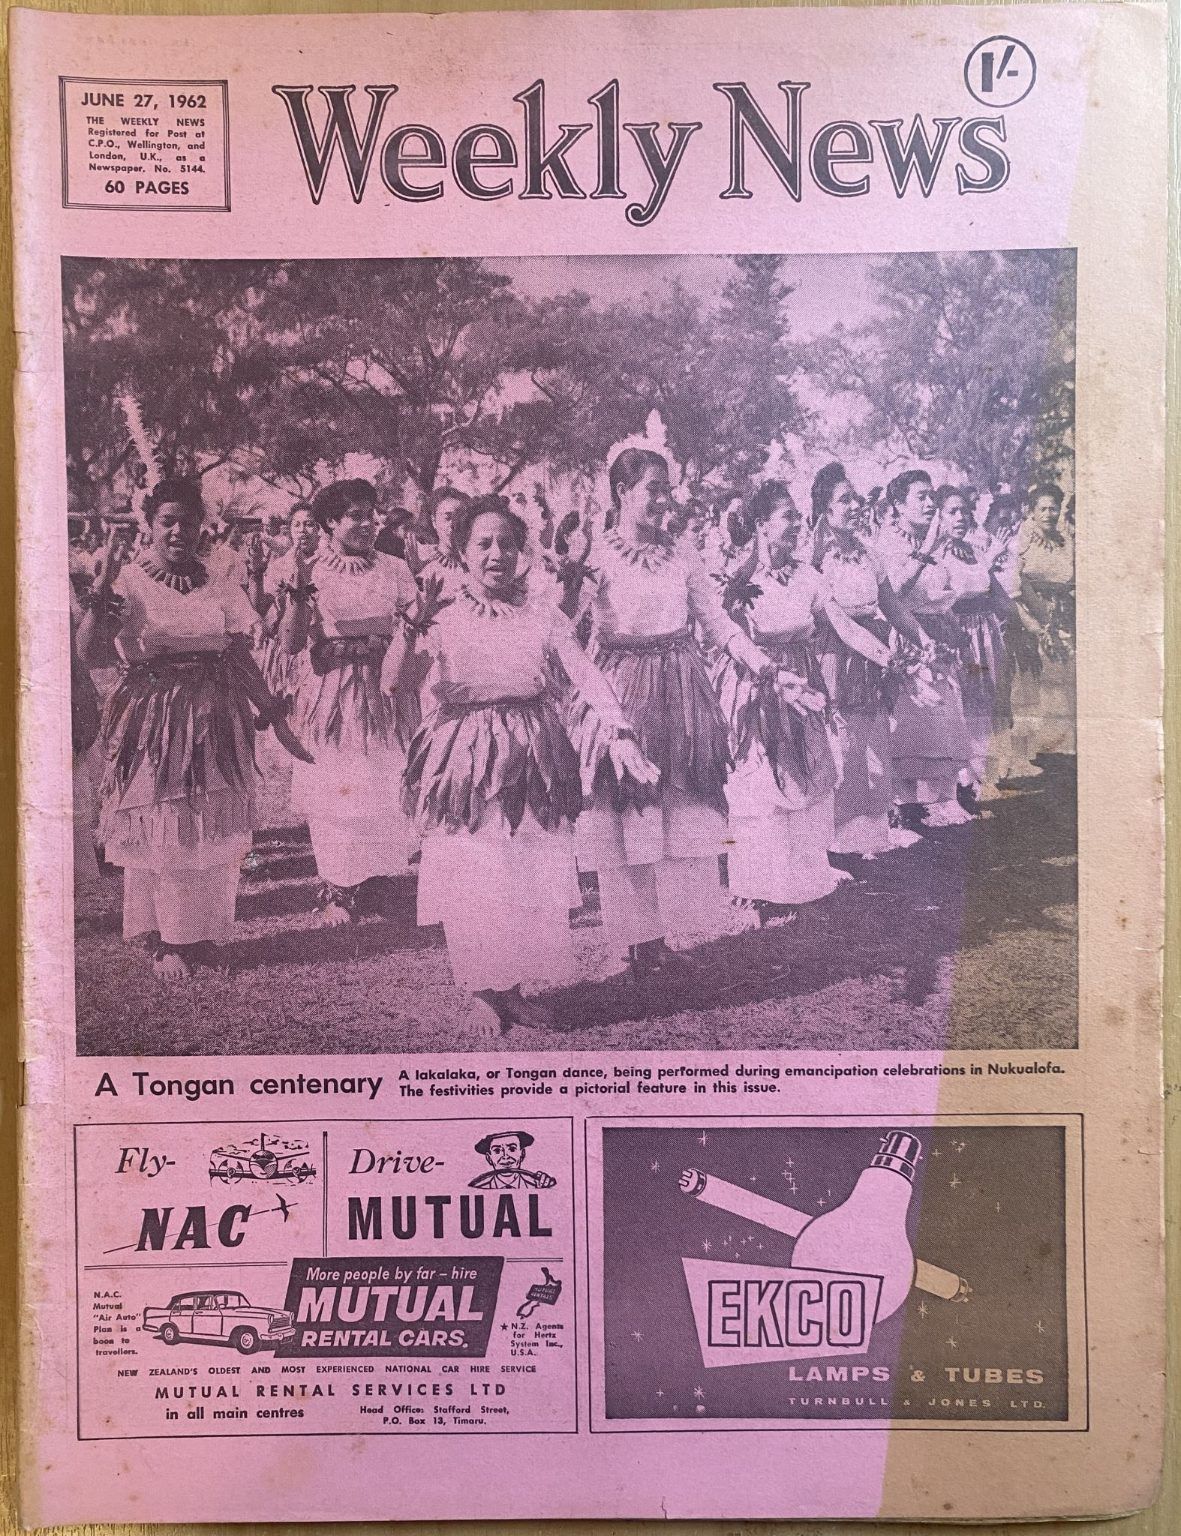 1/-
JUNE 27, 1962
THE WEEKLY NEWS
Registered for Post at
C.P.O., Wellington, and
London, U.K., as a
Newspaper. No. 5144.
60 PAGES
Weekly News
A Tongan centenary
A lakalaka, or Tongan dance, being performed during emancipation celebrations in Nukualofa.
The festivities provide a pictorial feature in this issue.
Fly-
NAC
Drive-
MUTUAL
N.A.C.
Mutual
"Air Auto"
Plan is a
boon to
travellers.
More people by far – hire
MUTUAL
RENTAL CARS.
MUTUAL
RENTALS
★ N.Z. Agents
for Hertz
System Inc.,
U.S.A.
NEW ZEALAND'S OLDEST AND MOST EXPERIENCED NATIONAL CAR HIRE SERVICE
MUTUAL RENTAL SERVICES LTD
in all main centres
Head Office: Stafford Street,
P.O. Box 13, Timaru.
EKCO
LAMPS & TUBES
TURNBULL & JONES LTD.